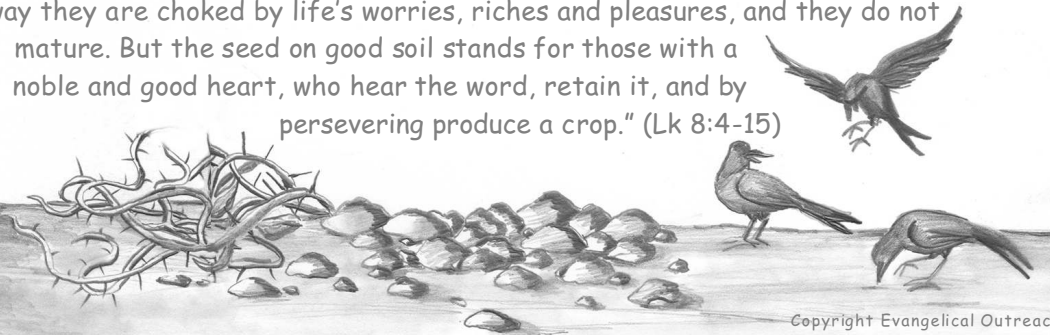 they are choked by life's worries, riches and pleasures, and they do not
mature. But the seed on good soil stands for those with a
noble and good heart, who hear the word, retain it, and by
persevering produce a crop.” (Lk 8:4-15)
Copyright Evangelical